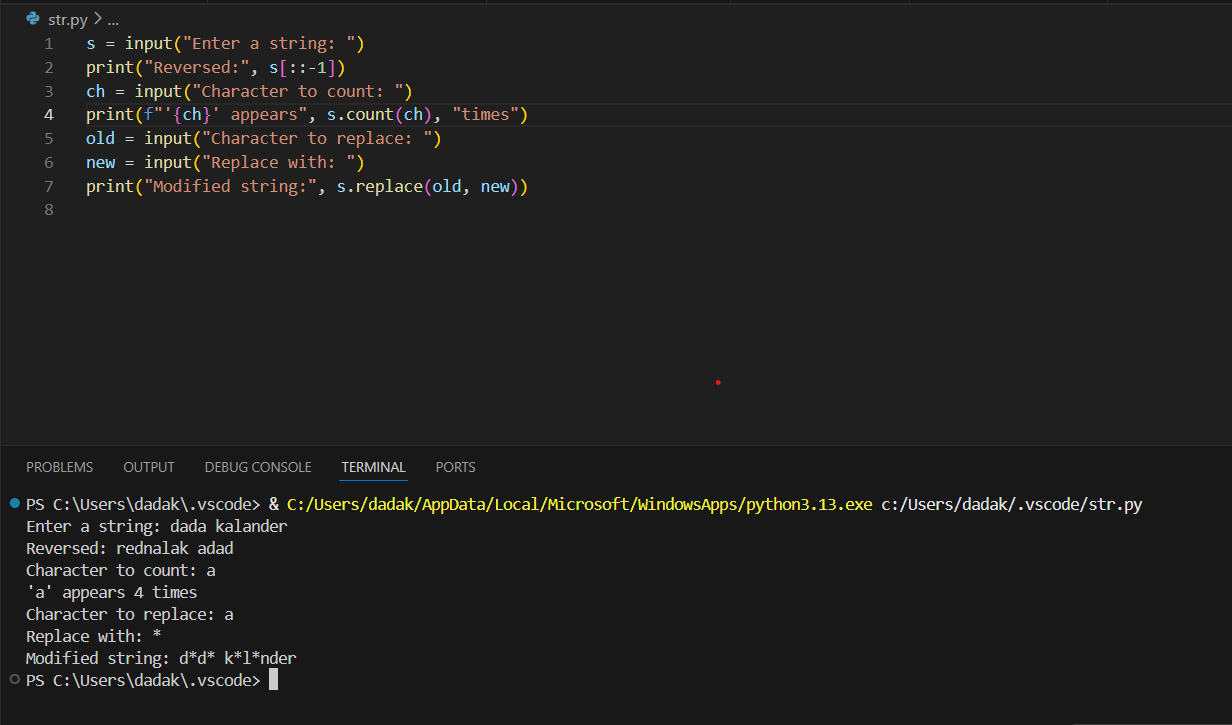 str.py > ...
1 s = input("Enter a string: ")
2 print("Reversed:", s[::-1])
3 ch = input("Character to count: ")
4 print(f"'{ch}' appears", s.count(ch), "times")
5 old = input("Character to replace: ")
6 new = input("Replace with: ")
7 print("Modified string:", s.replace(old, new))
8
PROBLEMS OUTPUT DEBUG CONSOLE TERMINAL PORTS
PS C:\Users\dadak\.vscode> & C:/Users/dadak/AppData/Local/Microsoft/WindowsApps/python3.13.exe c:/Users/dadak/.vscode/str.py
Enter a string: dada kalander
Reversed: rednalak adad
Character to count: a
'a' appears 4 times
Character to replace: a
Replace with: *
Modified string: d*d* k*l*nder
PS C:\Users\dadak\.vscode>